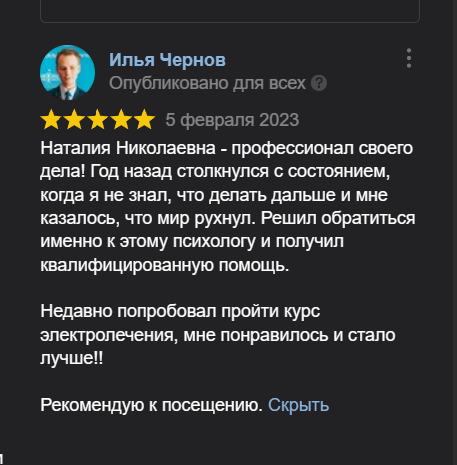 Илья Чернов
Опубликовано для всех ?
5 февраля 2023
Наталия Николаевна - профессионал своего
дела! Год назад столкнулся с состоянием,
когда я не знал, что делать дальше и мне
казалось, что мир рухнул. Решил обратиться
именно к этому психологу и получил
квалифицированную помощь.
Недавно попробовал пройти курс
электролечения, мне понравилось и стало
лучше!!
Рекомендую к посещению. Скрыть